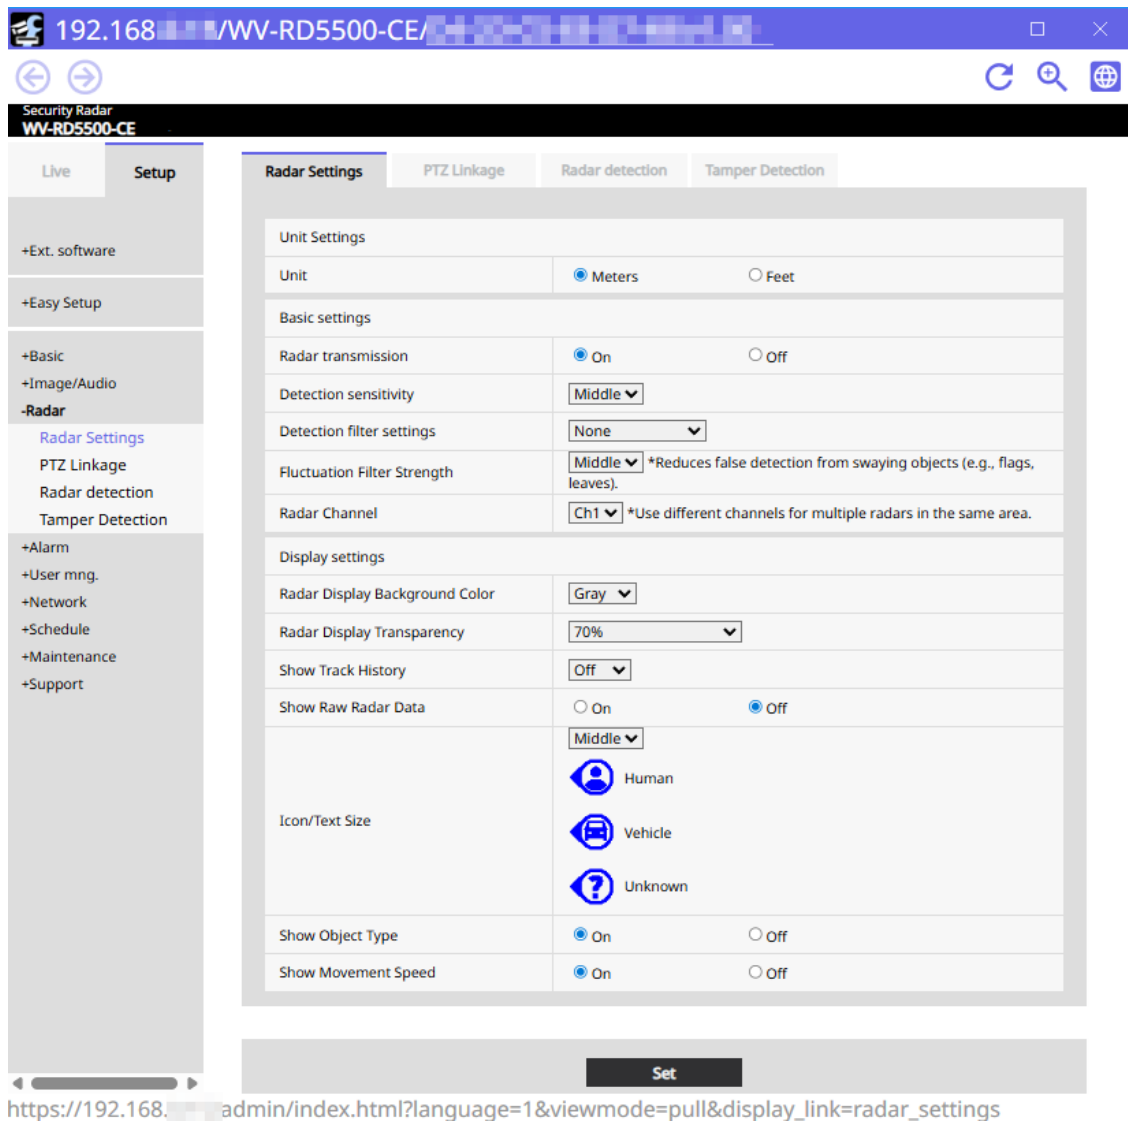 192.168 /WV-RD5500-CE/
Security Radar
WV-RD5500-CE
Live
Setup
+Ext. software
+Easy Setup
+Basic
+Image/Audio
-Radar
Radar Settings
PTZ Linkage
Radar detection
Tamper Detection
+Alarm
+User mng.
+Network
+Schedule
+Maintenance
+Support
Radar Settings
PTZ Linkage
Radar detection
Tamper Detection
Unit Settings
Unit
Meters
Feet
Basic settings
Radar transmission
On
Off
Detection sensitivity
Middle
Detection filter settings
None
Fluctuation Filter Strength
Middle *Reduces false detection from swaying objects (e.g., flags,
leaves).
Radar Channel
Ch1 *Use different channels for multiple radars in the same area.
Display settings
Radar Display Background Color
Gray
Radar Display Transparency
70%
Show Track History
Off
Show Raw Radar Data
On
Off
Icon/Text Size
Middle
Human
Vehicle
? Unknown
Show Object Type
On
Off
Show Movement Speed
On
Off
Set
https://192.168. admin/index.html?language=1&viewmode=pull&display_link=radar_settings